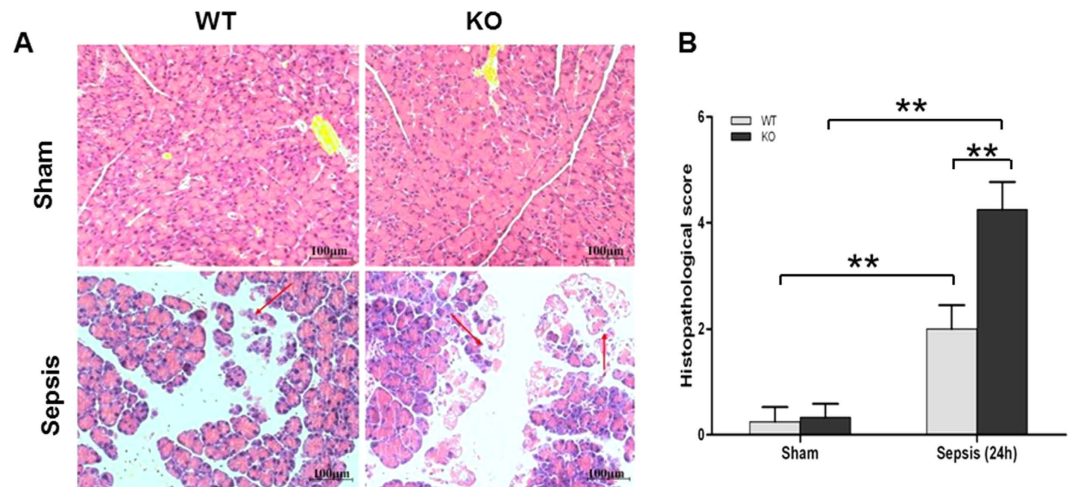 WT
KO
A
B
Sham
100μm
100μm
Sepsis
100μm
100μm
Histopathological score
6
4
2
0
WT
KO
**
**
**
Sham
Sepsis (24h)